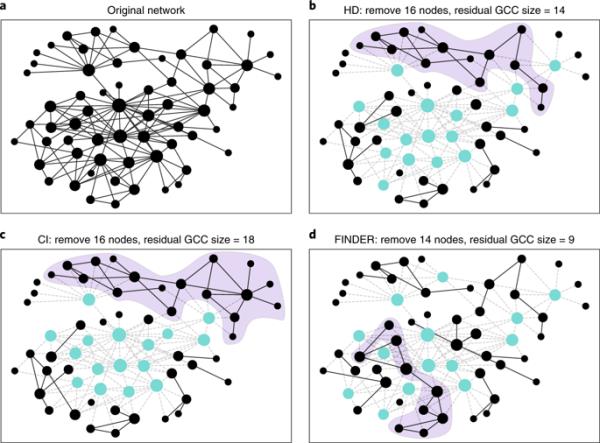 a Original network
b HD: remove 16 nodes, residual GCC size = 14
c CI: remove 16 nodes, residual GCC size = 18
d FINDER: remove 14 nodes, residual GCC size = 9